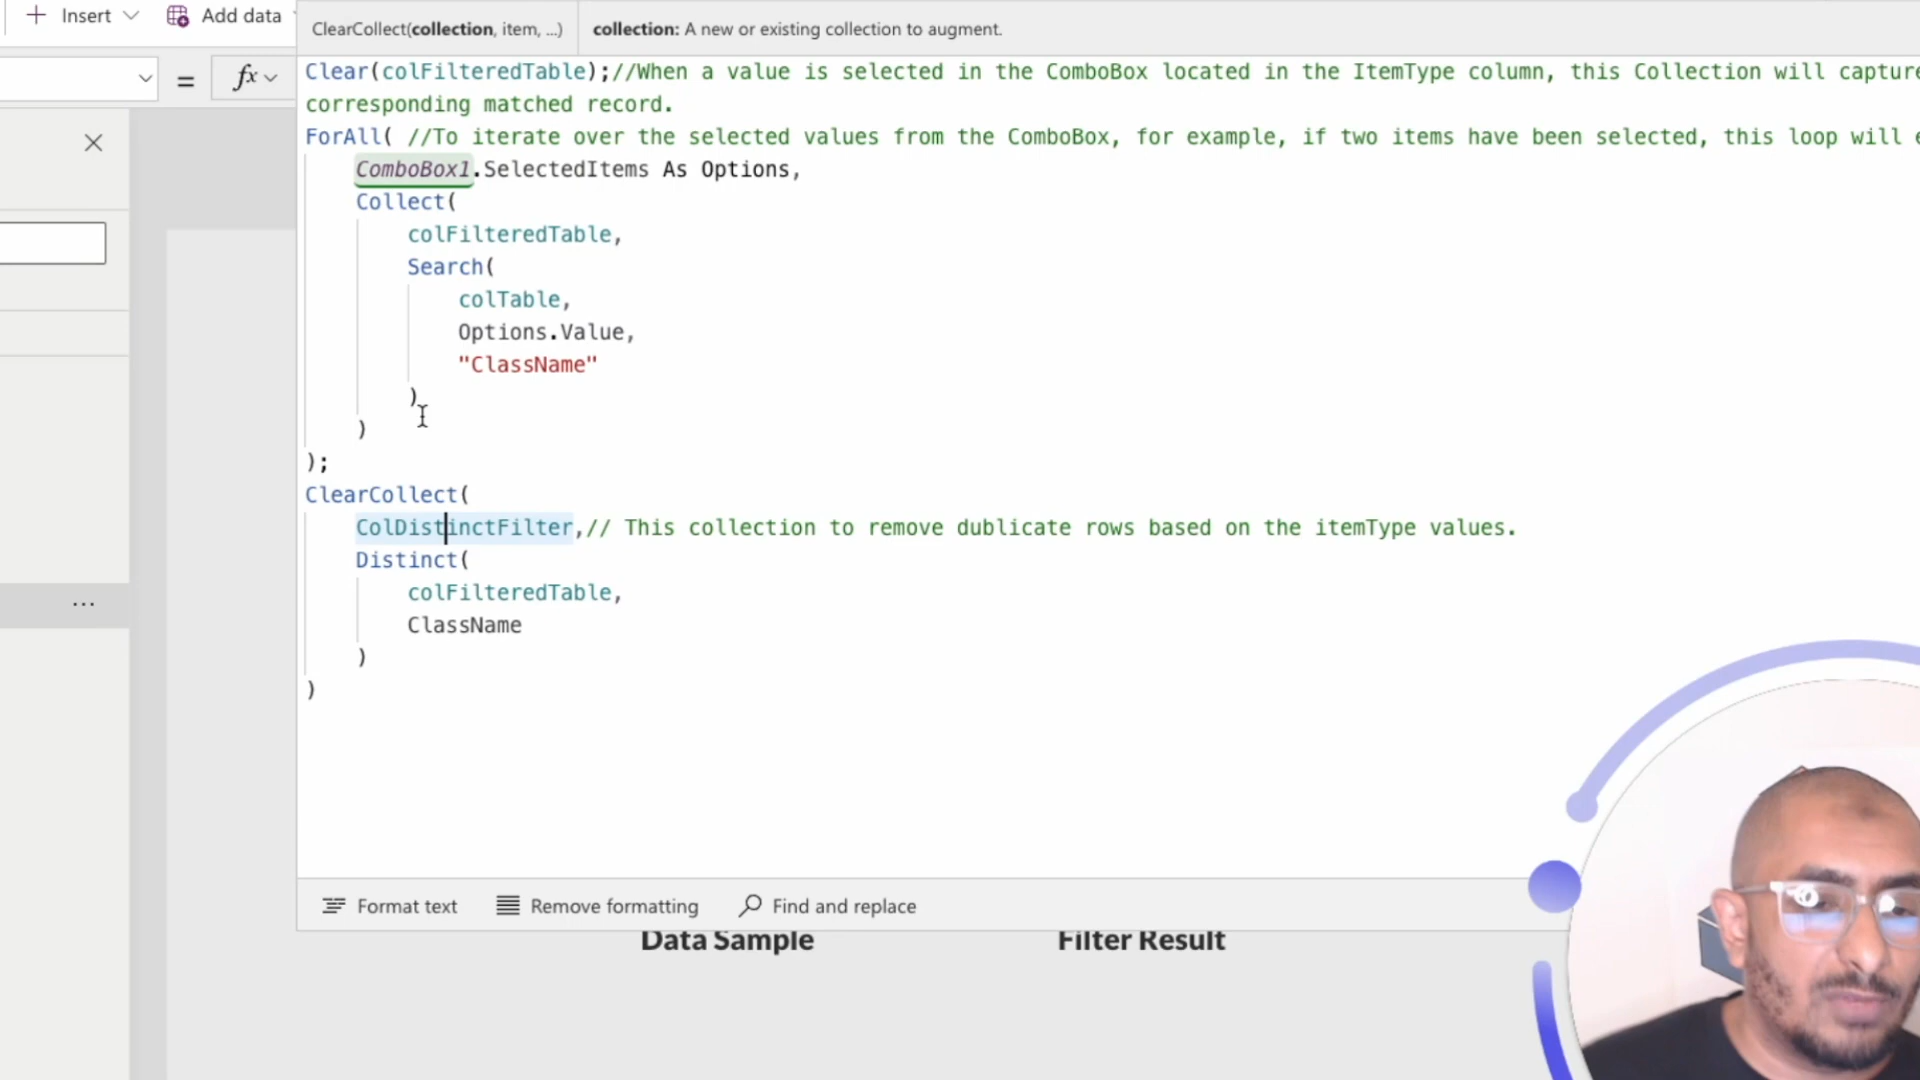 Insert
Add data
ClearCollect(collection, item, ...)
collection: A new or existing collection to augment.
=
fx
Clear(colFilteredTable);//When a value is selected in the ComboBox located in the ItemType column, this Collection will capture
corresponding matched record.
ForAll( //To iterate over the selected values from the ComboBox, for example, if two items have been selected, this loop will
ComboBox1.SelectedItems As Options,
Collect(
colFilteredTable,
Search(
colTable,
Options.Value,
"ClassName"
)
)
);
ClearCollect(
ColDistinctFilter,// This collection to remove dublicate rows based on the itemType values.
Distinct(
colFilteredTable,
ClassName
)
)
Format text
Remove formatting
Find and replace
Data Sample
Filter Result